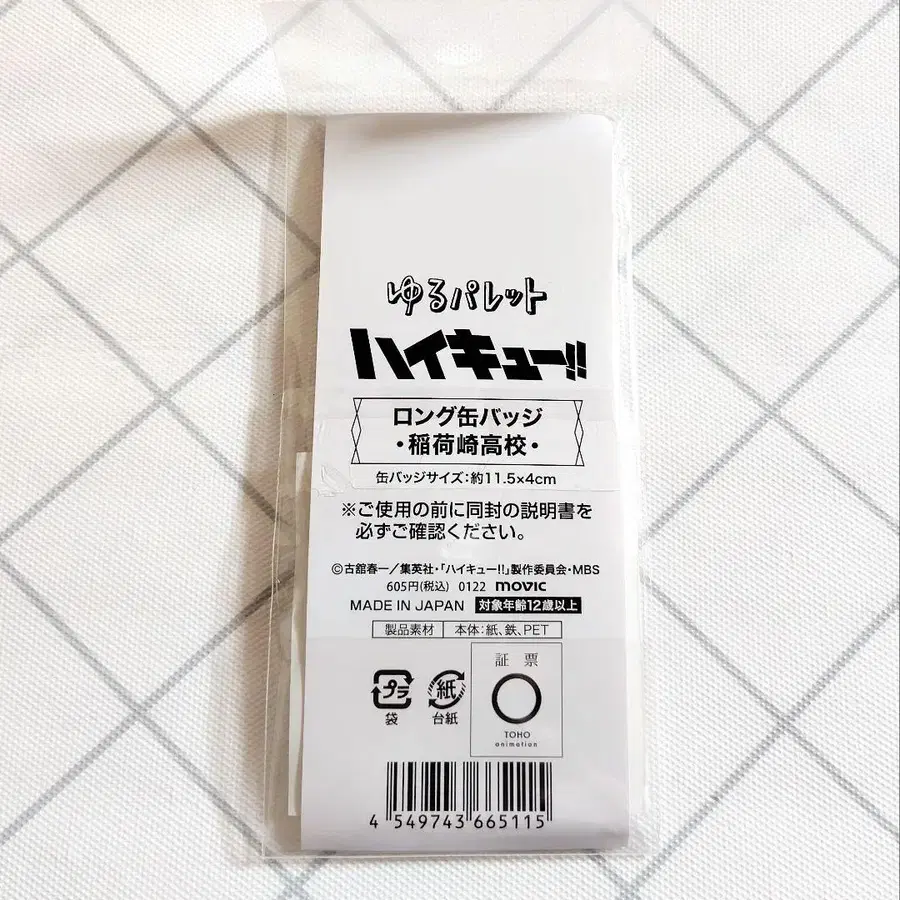 ゆるパレット
ハイキュー!!
ロング缶バッジ
・稲荷崎高校・
缶バッジサイズ：約11.5×4cm
※ご使用の前に同封の説明書を
必ずご確認ください。
©古舘春一／集英社・「ハイキュー!!」製作委員会・MBS
605円(税込) 0122 movic
MADE IN JAPAN 対象年齢12歳以上
製品素材 本体：紙、鉄、PET
プラ
袋
紙
台紙
証票
TOHO
animation
4 549743 665115